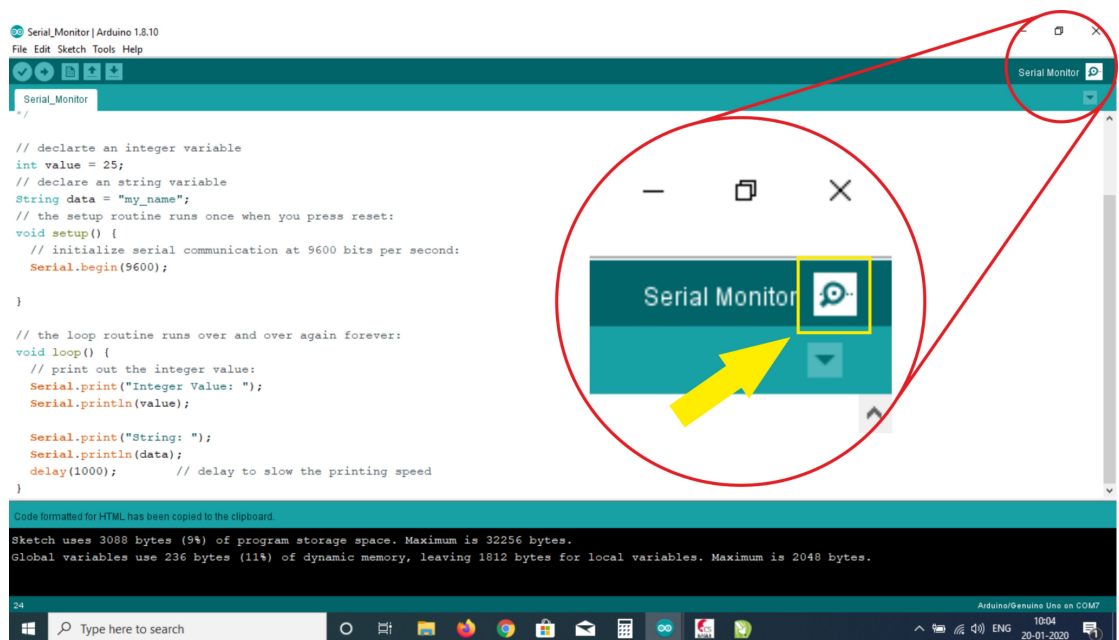 Serial_Monitor | Arduino 1.8.10
File Edit Sketch Tools Help
Serial Monitor
Serial_Monitor
*/
// declarte an integer variable
int value = 25;
// declare an string variable
String data = "my_name";
// the setup routine runs once when you press reset:
void setup() {
// initialize serial communication at 9600 bits per second:
Serial.begin(9600);
}
// the loop routine runs over and over again forever:
void loop() {
// print out the integer value:
Serial.print("Integer Value: ");
Serial.println(value);
Serial.print("String: ");
Serial.println(data);
delay(1000); // delay to slow the printing speed
}
Serial Monitor
Code formatted for HTML has been copied to the clipboard.
Sketch uses 3088 bytes (9%) of program storage space. Maximum is 32256 bytes.
Global variables use 236 bytes (11%) of dynamic memory, leaving 1812 bytes for local variables. Maximum is 2048 bytes.
24 Arduino/Genuino Uno on COM7
Type here to search
ENG
10:04
20-01-2020